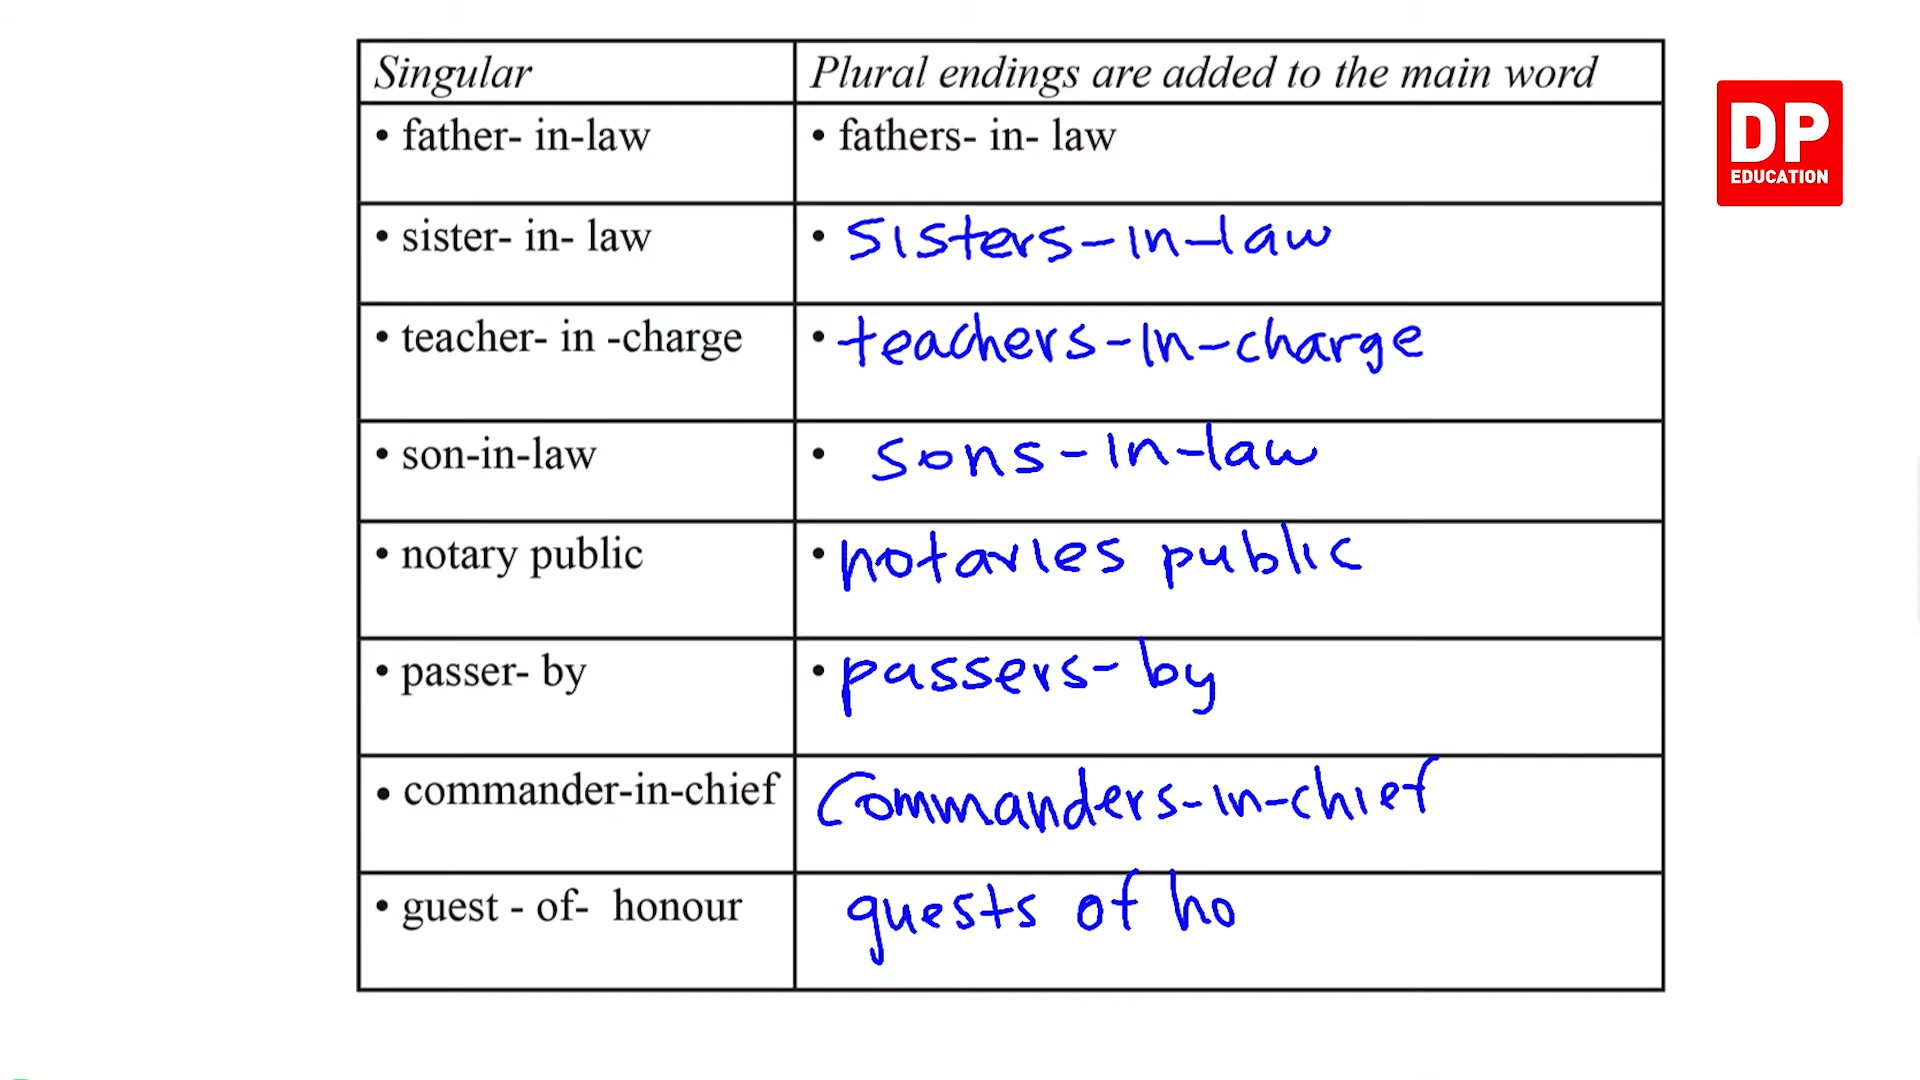 Singular
Plural endings are added to the main word
• father- in-law
• fathers- in- law
• sister- in- law
• sisters-in-law
• teacher- in -charge
• teachers-in-charge
• son-in-law
• sons-in-law
• notary public
• notaries public
• passer- by
• passers-by
• commander-in-chief
Commanders-in-chief
• guest - of- honour
guests of ho
DP
EDUCATION